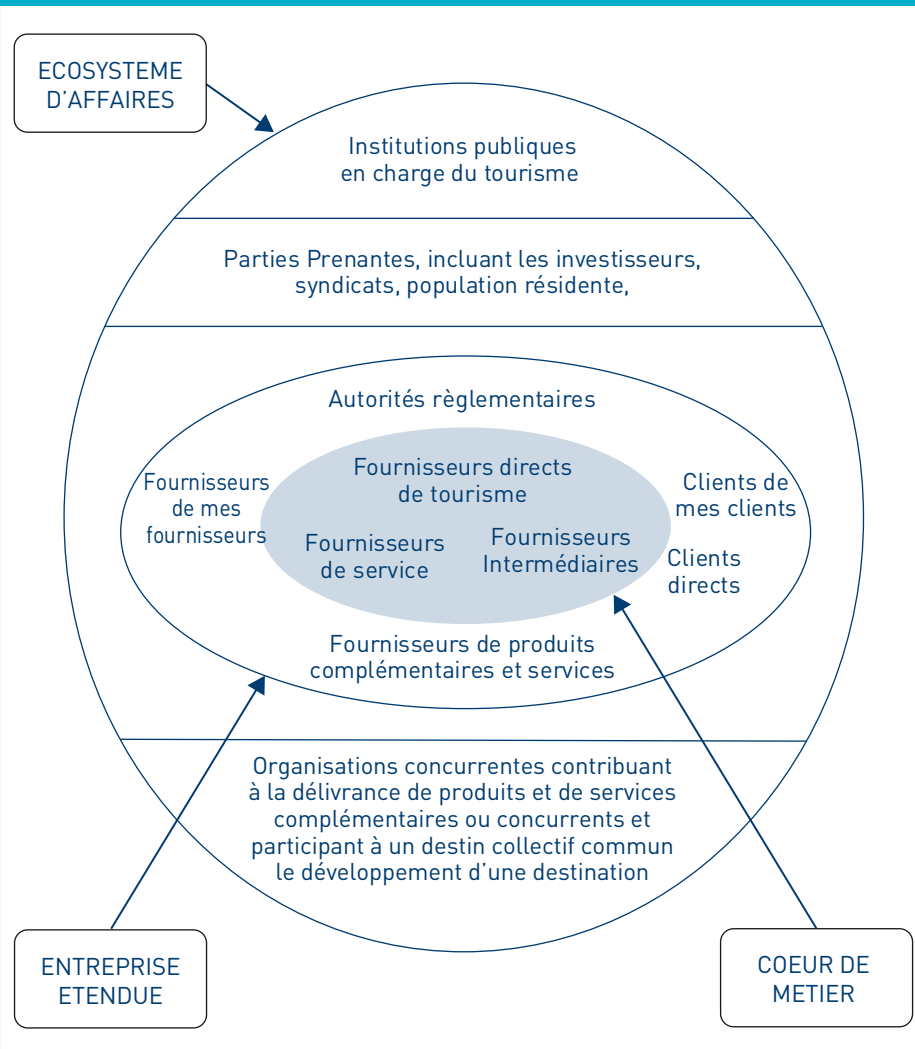 ECOSYSTEME
D'AFFAIRES
Institutions publiques
en charge du tourisme
Parties Prenantes, incluant les investisseurs,
syndicats, population résidente,
Autorités règlementaires
Fournisseurs
de mes
fournisseurs
Fournisseurs directs
de tourisme
Fournisseurs
de service
Fournisseurs
Intermédiaires
Clients de
mes clients
Clients
directs
Fournisseurs de produits
complémentaires et services
Organisations concurrentes contribuant
à la délivrance de produits et de services
complémentaires ou concurrents et
participant à un destin collectif commun
le développement d'une destination
ENTREPRISE
ETENDUE
COEUR DE
METIER